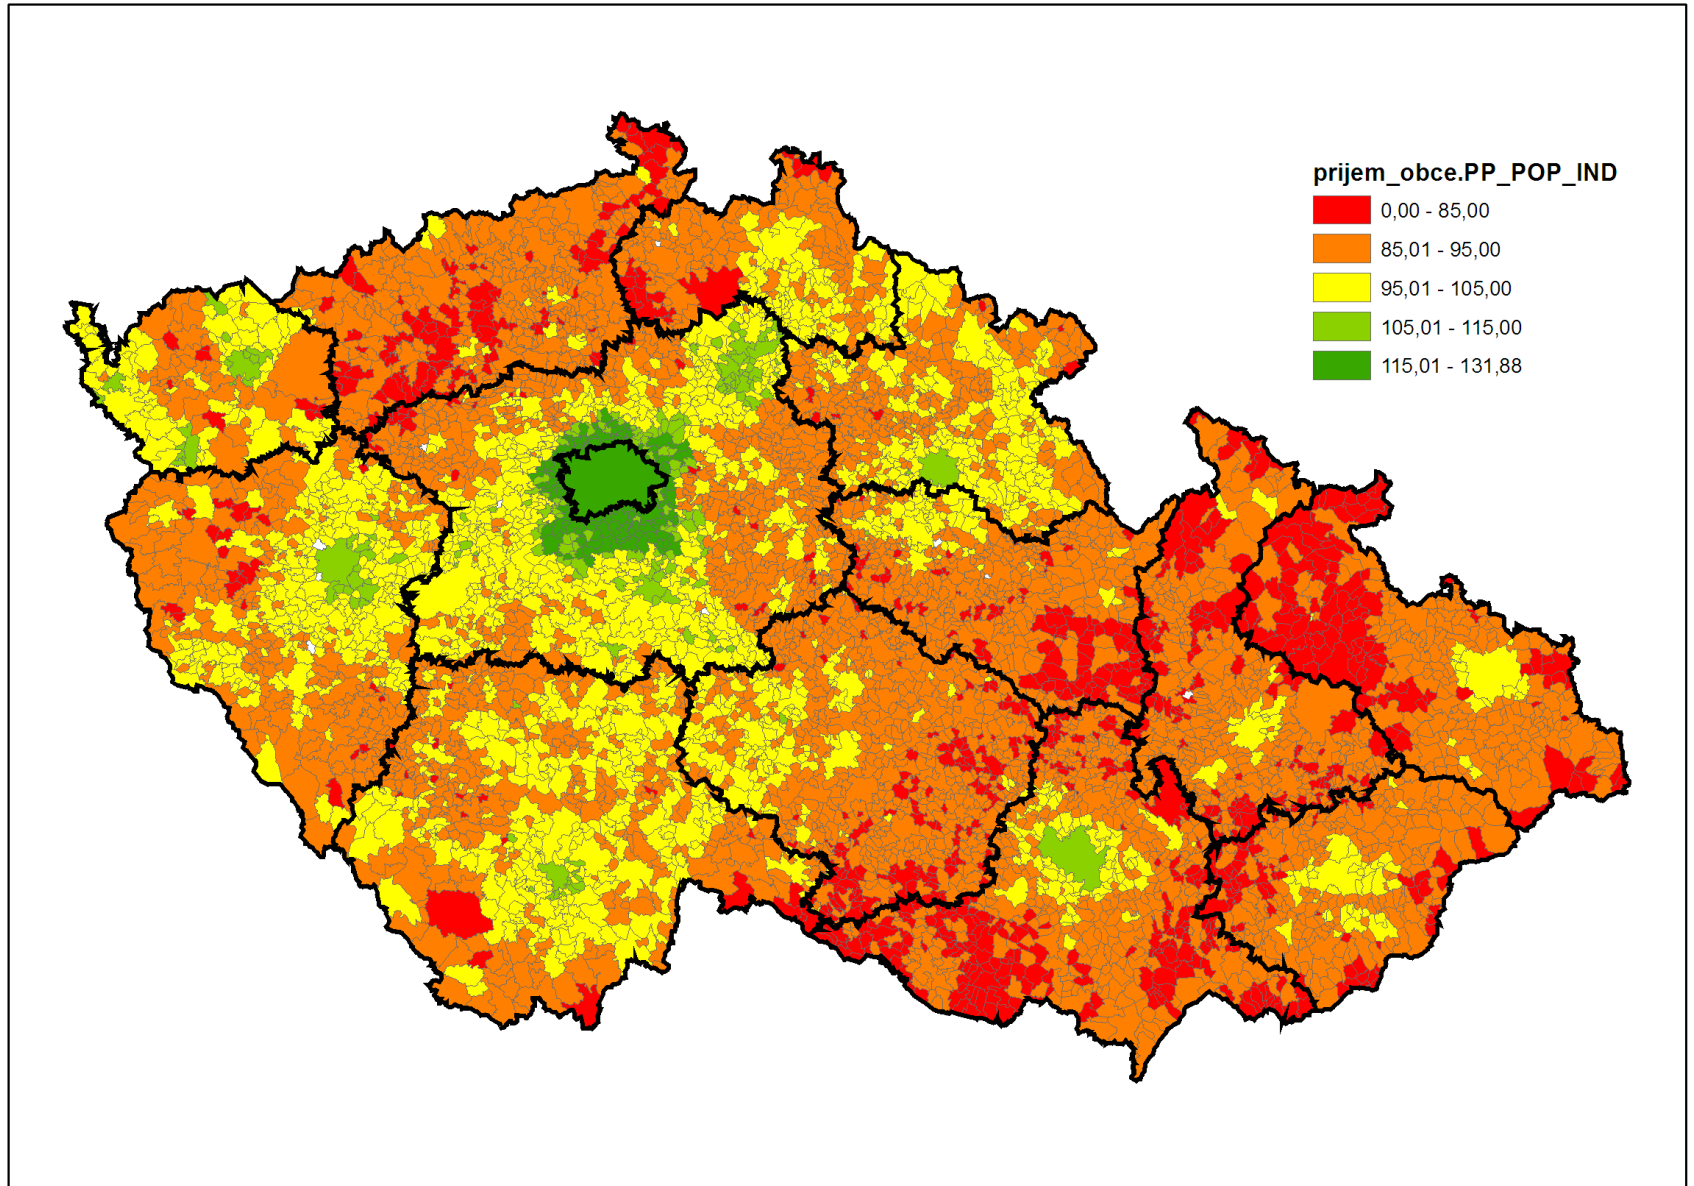 prijem_obce.PP_POP_IND
0,00 - 85,00
85,01 - 95,00
95,01 - 105,00
105,01 - 115,00
115,01 - 131,88